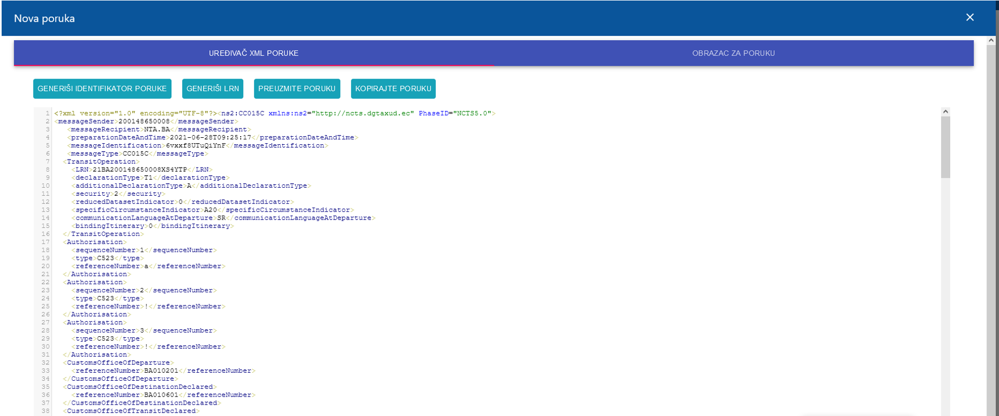 Nova poruka
UREĐIVAČ XML PORUKE
OBRAZAC ZA PORUKU
GENERIŠI IDENTIFIKATOR PORUKE
GENERIŠI LRN
PREUZMITE PORUKU
KOPIRAJTE PORUKU
1 <?xml version="1.0" encoding="UTF-8"?><ns2:CC015C xmlns:ns2="http://ncts.dgtaxud.ec" PhaseID="NCTS5.0">
2 <messageSender>200148650008</messageSender>
3 <messageRecipient>NTA.BA</messageRecipient>
4 <preparationDateAndTime>2021-06-28T09:25:17</preparationDateAndTime>
5 <messageIdentification>6vxxf8UTuQiYnF</messageIdentification>
6 <messageType>CC015C</messageType>
7 <TransitOperation>
8 <LRN>21BA200148650008XS4YTP</LRN>
9 <declarationType>T1</declarationType>
10 <additionalDeclarationType>A</additionalDeclarationType>
11 <security>2</security>
12 <reducedDatasetIndicator>0</reducedDatasetIndicator>
13 <specificCircumstanceIndicator>A20</specificCircumstanceIndicator>
14 <communicationLanguageAtDeparture>SR</communicationLanguageAtDeparture>
15 <bindingItinerary>0</bindingItinerary>
16 </TransitOperation>
17 <Authorisation>
18 <sequenceNumber>1</sequenceNumber>
19 <type>C523</type>
20 <referenceNumber>a</referenceNumber>
21 </Authorisation>
22 <Authorisation>
23 <sequenceNumber>2</sequenceNumber>
24 <type>C523</type>
25 <referenceNumber>!</referenceNumber>
26 </Authorisation>
27 <Authorisation>
28 <sequenceNumber>3</sequenceNumber>
29 <type>C523</type>
30 <referenceNumber>!</referenceNumber>
31 </Authorisation>
32 <CustomsOfficeOfDeparture>
33 <referenceNumber>BA010201</referenceNumber>
34 </CustomsOfficeOfDeparture>
35 <CustomsOfficeOfDestinationDeclared>
36 <referenceNumber>BA010601</referenceNumber>
37 </CustomsOfficeOfDestinationDeclared>
38 <CustomsOfficeOfTransitDeclared>